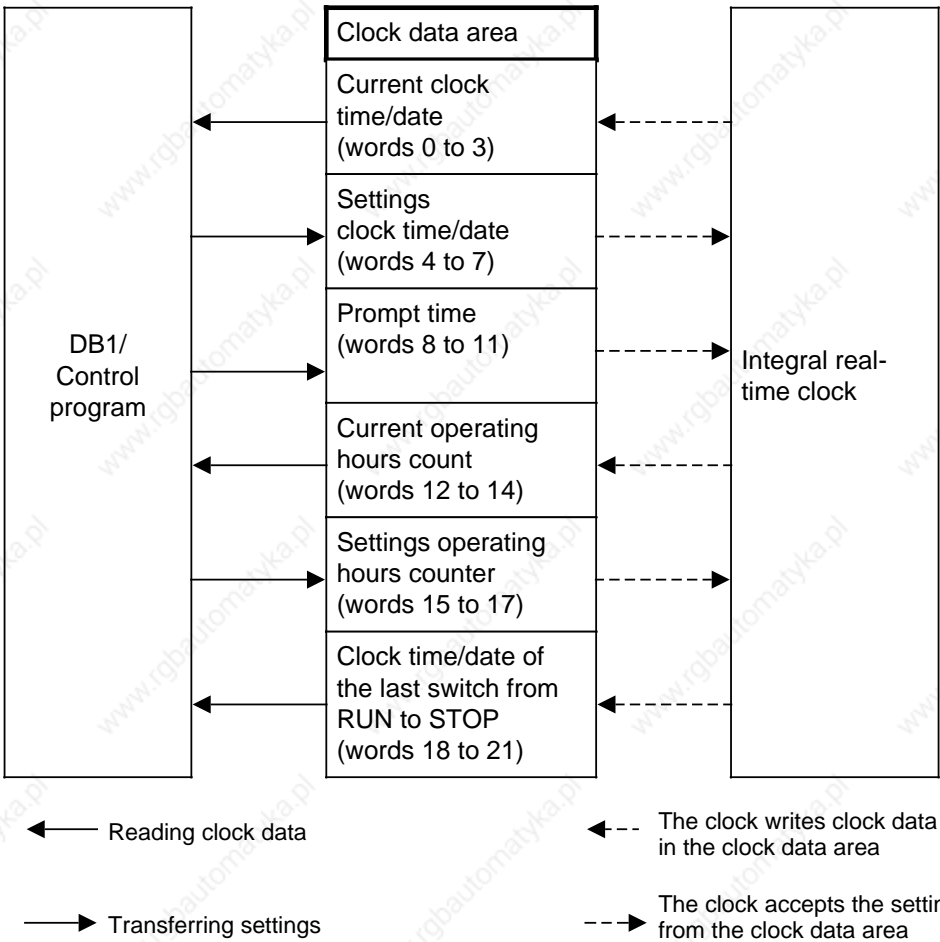 Clock data area
Current clock
time/date
(words 0 to 3)
Settings
clock time/date
(words 4 to 7)
Prompt time
(words 8 to 11)
DB1/
Control
program
Integral real-
time clock
Current operating
hours count
(words 12 to 14)
Settings operating
hours counter
(words 15 to 17)
Clock time/date of
the last switch from
RUN to STOP
(words 18 to 21)
Reading clock data
The clock writes clock data
in the clock data area
Transferring settings
The clock accepts the settin
from the clock data area
www.rgbautomatyka.pl